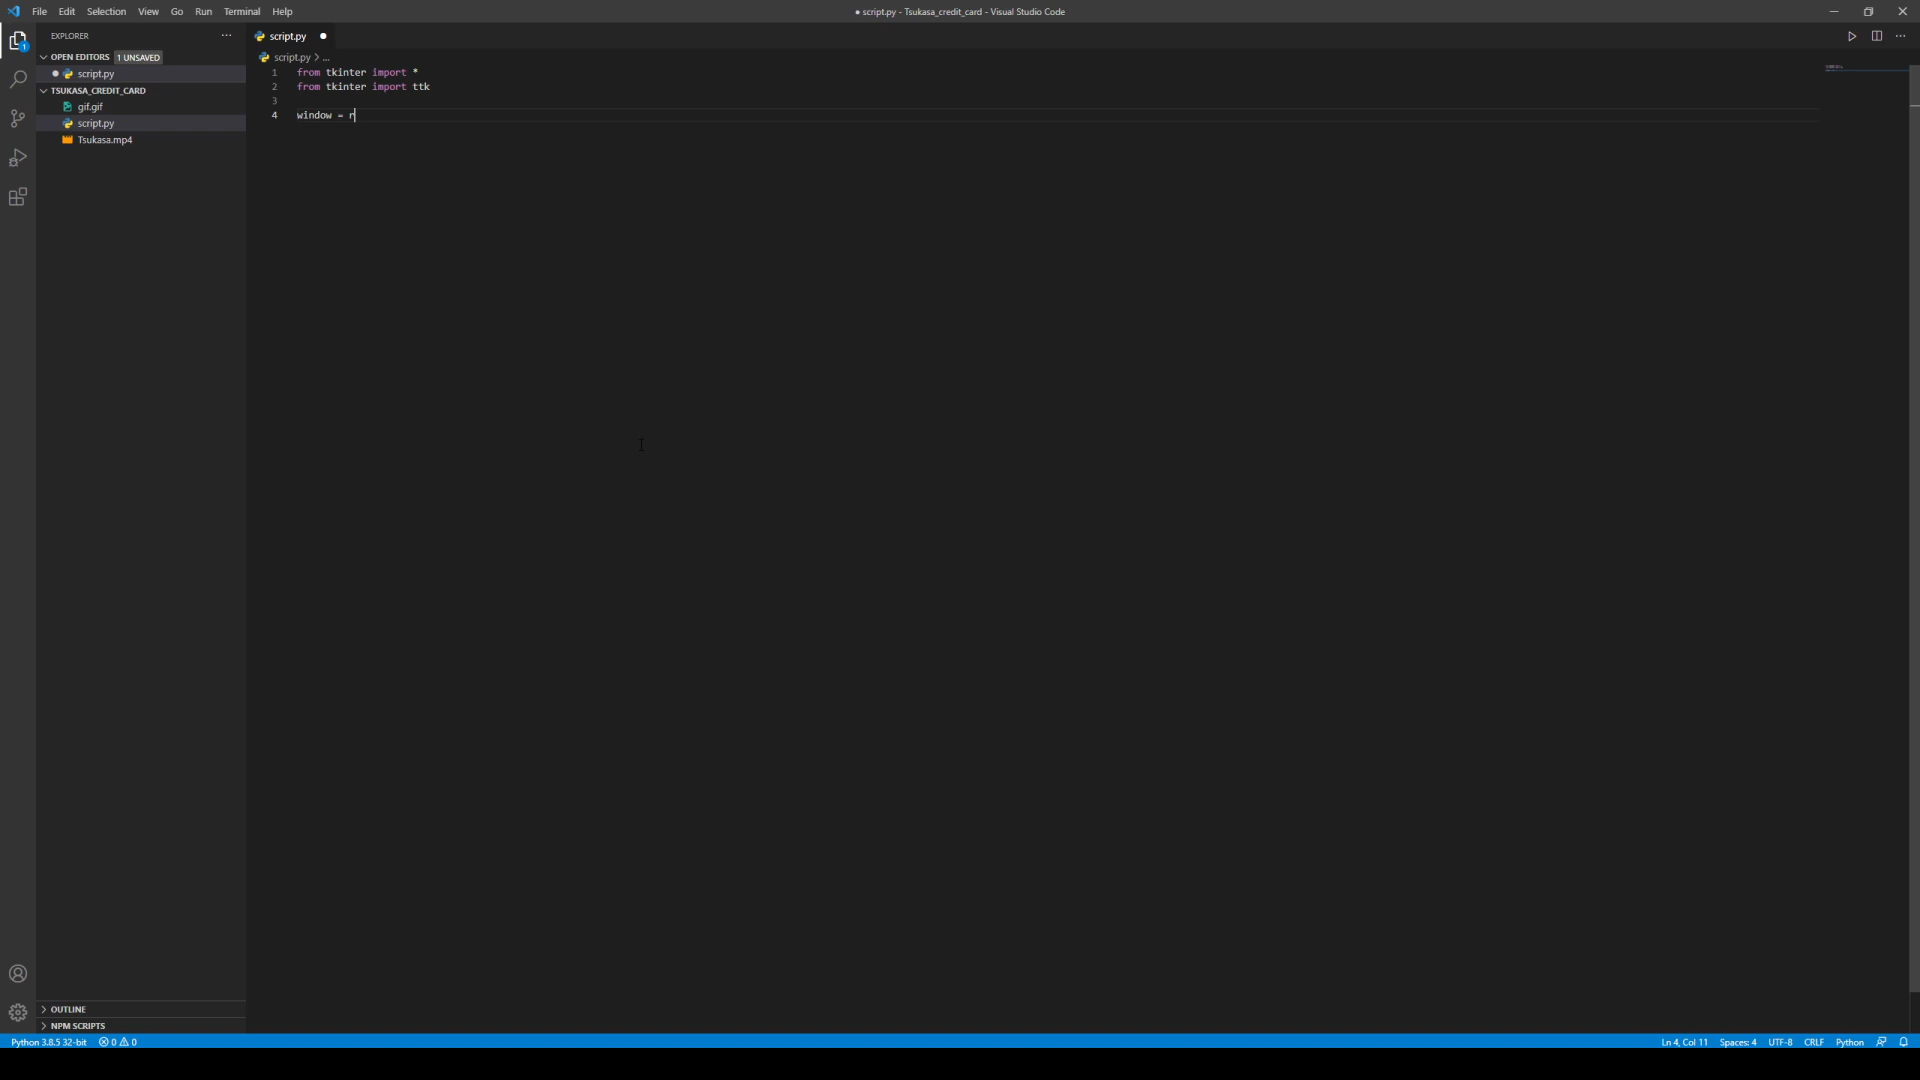 File Edit Selection View Go Run Terminal Help
● script.py - Tsukasa_credit_card - Visual Studio Code
EXPLORER ...
script.py ●
OPEN EDITORS 1 UNSAVED
script.py > ...
● script.py
1 from tkinter import *
2 from tkinter import ttk
3
4 window = r
TSUKASA_CREDIT_CARD
gif.gif
script.py
Tsukasa.mp4
1
OUTLINE
NPM SCRIPTS
Python 3.8.5 32-bit 0 0
Ln 4, Col 11 Spaces: 4 UTF-8 CRLF Python